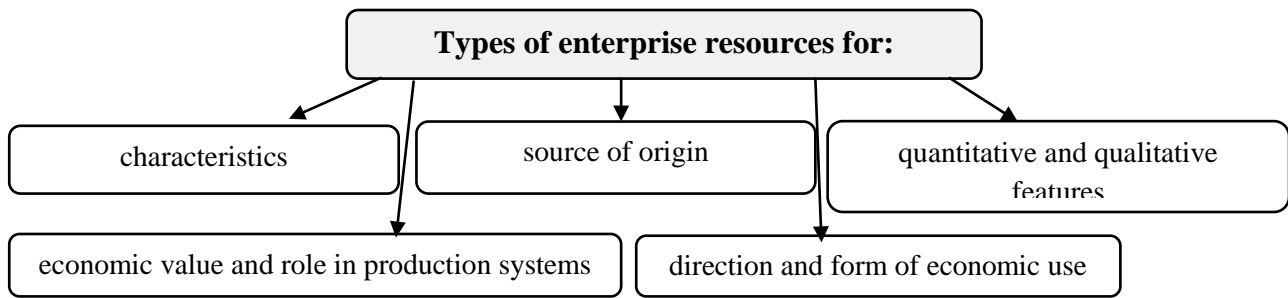 Types of enterprise resources for:
characteristics
source of origin
quantitative and qualitative
features
economic value and role in production systems
direction and form of economic use